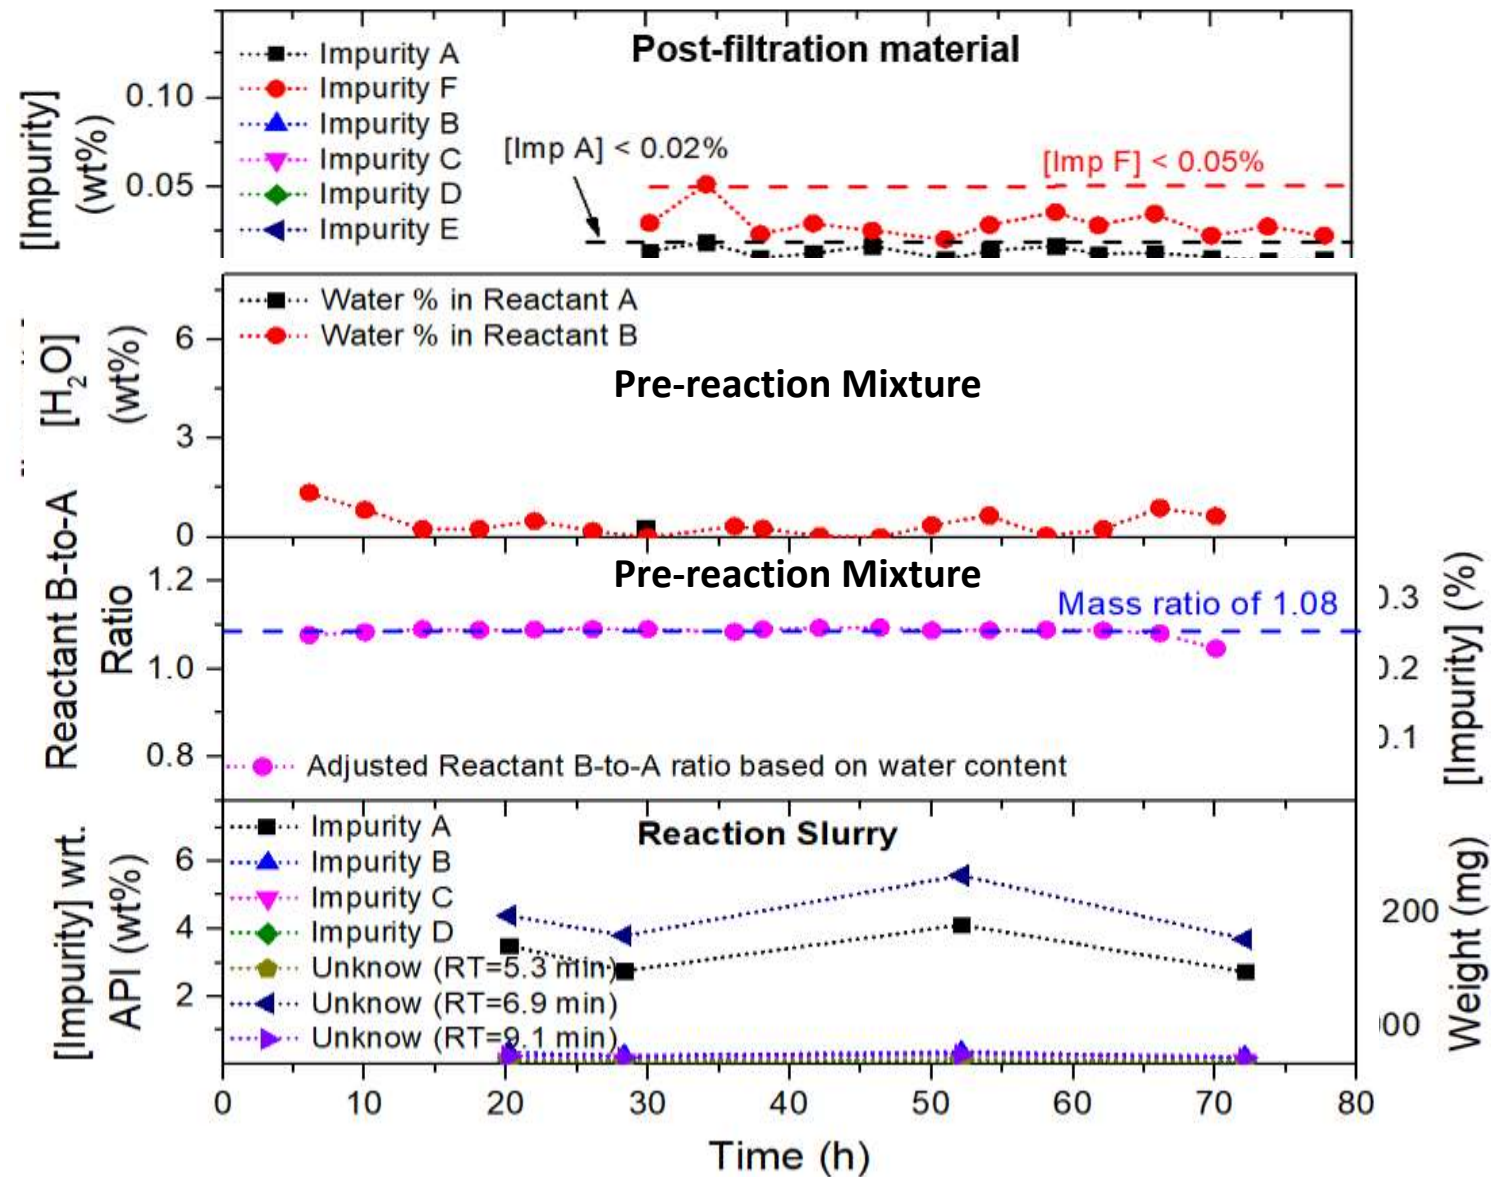 Post-filtration material
Impurity A
Impurity F
Impurity B
Impurity C
Impurity D
Impurity E
[Imp A] < 0.02%
[Imp F] < 0.05%
0.10
0.05
[Impurity]
(wt%)
Water % in Reactant A
Water % in Reactant B
Pre-reaction Mixture
6
3
0
[H2O]
(wt%)
Pre-reaction Mixture
Mass ratio of 1.08
1.2
1.0
0.8
Reactant B-to-A
Ratio
Adjusted Reactant B-to-A ratio based on water content
[Impurity] (%)
Reaction Slurry
Impurity A
Impurity B
Impurity C
Impurity D
Unknow (RT=5.3 min)
Unknow (RT=6.9 min)
Unknow (RT=9.1 min)
6
4
2
[Impurity] wrt.
API (wt%)
200
Weight (mg)
0 10 20 30 40 50 60 70 80
Time (h)